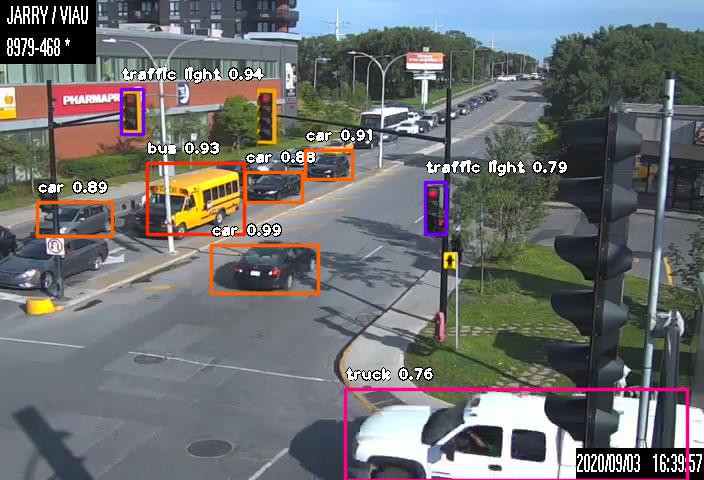 JARRY / VIAU
8979-468 *
traffic light 0.94
PHARMAPR
bus 0.93
car 0.88
car 0.91
traffic light 0.79
car 0.89
car 0.99
truck 0.76
2020/09/03 16:39:57